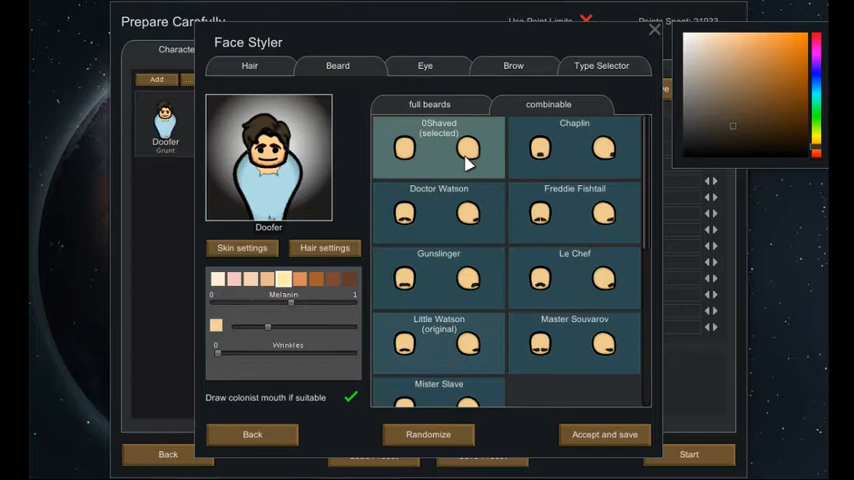 Prepare Carefully
Use Point Limits
Points Spent: 21033
Face Styler
Hair
Beard
Eye
Brow
Type Selector
Add
...
Doofer
Grunt
full beards
combinable
0Shaved
(selected)
Chaplin
Doctor Watson
Freddie Fishtail
Gunslinger
Le Chef
Little Watson
(original)
Master Souvarov
Mister Slave
Doofer
Skin settings
Hair settings
0
Melanin
1
0
Wrinkles
Draw colonist mouth if suitable
Back
Randomize
Accept and save
Back
Start